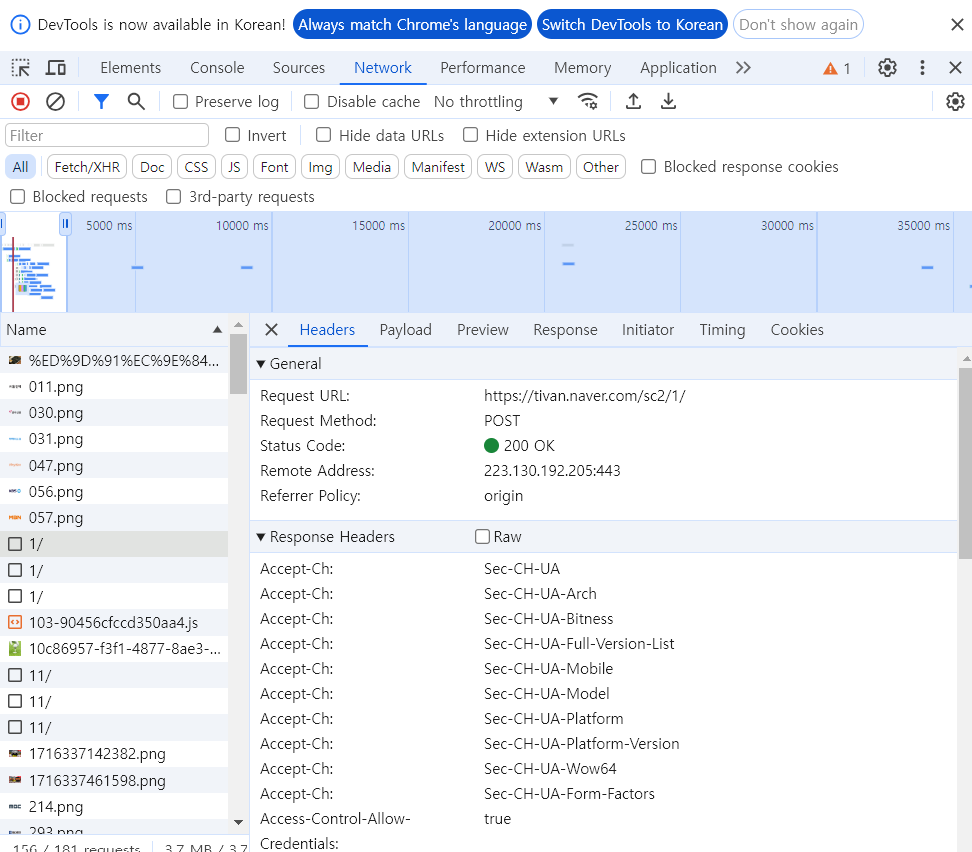 DevTools is now available in Korean! Always match Chrome's language Switch DevTools to Korean Don't show again
Elements Console Sources Network Performance Memory Application 1
Preserve log Disable cache No throttling
Filter Invert Hide data URLs Hide extension URLs
All Fetch/XHR Doc CSS JS Font Img Media Manifest WS Wasm Other Blocked response cookies
Blocked requests 3rd-party requests
5000 ms 10000 ms 15000 ms 20000 ms 25000 ms 30000 ms 35000 ms
Name
%ED%9D%91%EC%9E%84...
011.png
030.png
031.png
047.png
056.png
057.png
1/
1/
1/
103-90456cfccd350aa4.js
10c86957-f3f1-4877-8ae3-...
11/
11/
11/
1716337142382.png
1716337461598.png
214.png
293.png
156 / 181 requests 3.7 MB / 3.7
Headers Payload Preview Response Initiator Timing Cookies
General
Request URL: https://tivan.naver.com/sc2/1/
Request Method: POST
Status Code: 200 OK
Remote Address: 223.130.192.205:443
Referrer Policy: origin
Response Headers Raw
Accept-Ch: Sec-CH-UA
Accept-Ch: Sec-CH-UA-Arch
Accept-Ch: Sec-CH-UA-Bitness
Accept-Ch: Sec-CH-UA-Full-Version-List
Accept-Ch: Sec-CH-UA-Mobile
Accept-Ch: Sec-CH-UA-Model
Accept-Ch: Sec-CH-UA-Platform
Accept-Ch: Sec-CH-UA-Platform-Version
Accept-Ch: Sec-CH-UA-Wow64
Accept-Ch: Sec-CH-UA-Form-Factors
Access-Control-Allow- true
Credentials: